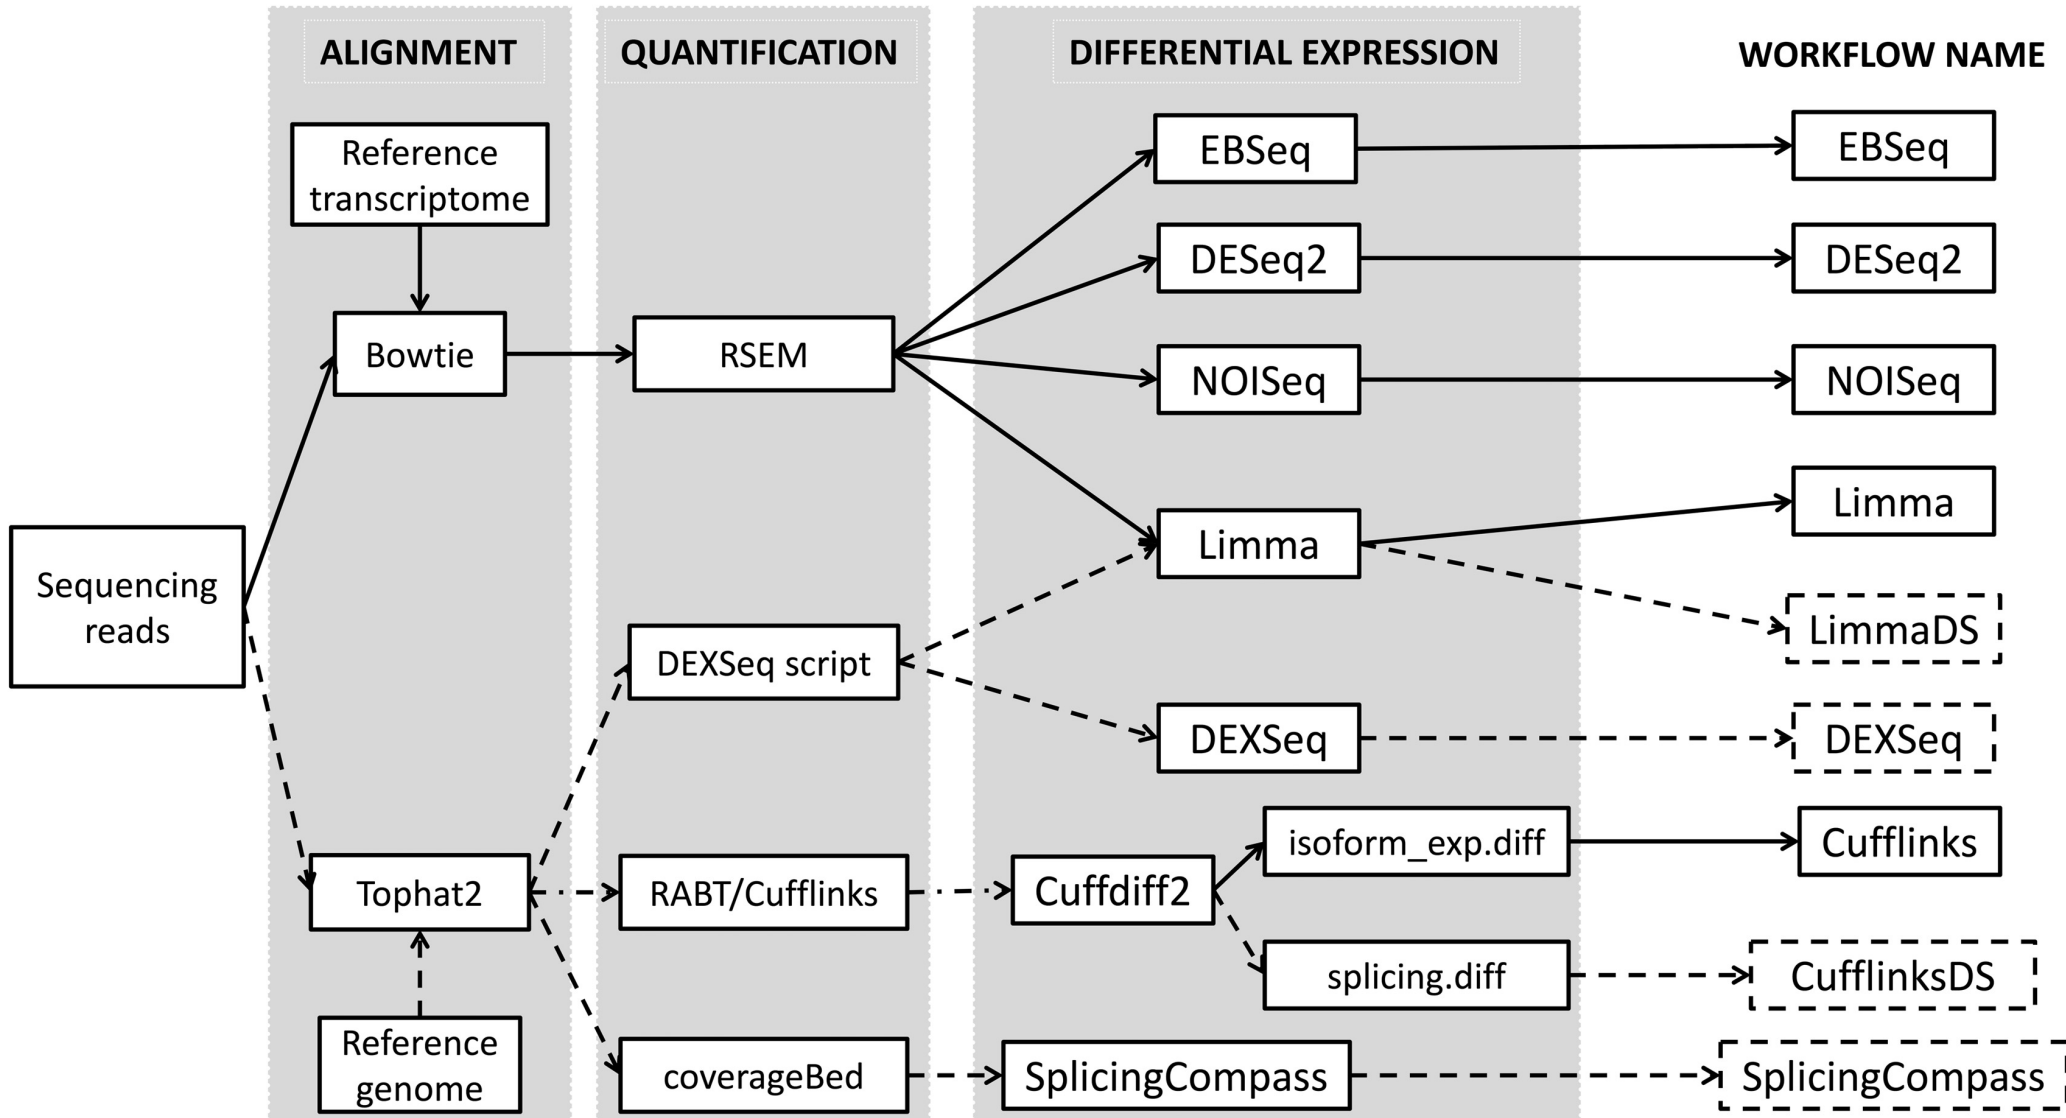 ALIGNMENT
QUANTIFICATION
DIFFERENTIAL EXPRESSION
WORKFLOW NAME
Reference
transcriptome
EBSeq
EBSeq
DESeq2
DESeq2
Bowtie
RSEM
NOISeq
NOISeq
Limma
Limma
Sequencing
reads
LimmaDS
DEXSeq script
DEXSeq
DEXSeq
isoform_exp.diff
Cufflinks
Tophat2
RABT/Cufflinks
Cuffdiff2
splicing.diff
CufflinksDS
Reference
genome
coverageBed
SplicingCompass
SplicingCompass